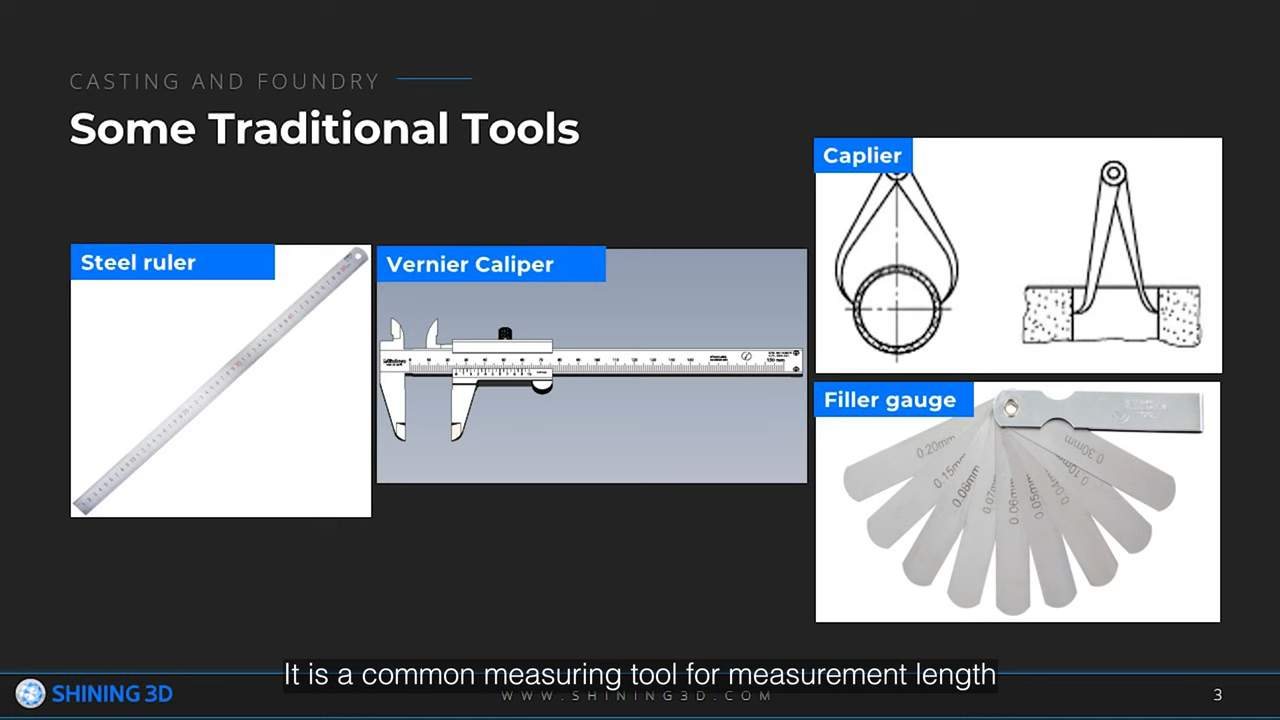 CASTING AND FOUNDRY
Some Traditional Tools
Caplier
Steel ruler
Vernier Caliper
Filler gauge
0.20mm
0.15mm
0.08mm
0.07mm
0.06mm
0.05mm
0.10mm
0.30mm
It is a common measuring tool for measurement length
SHINING 3D
WWW.SHINING3D.COM
3